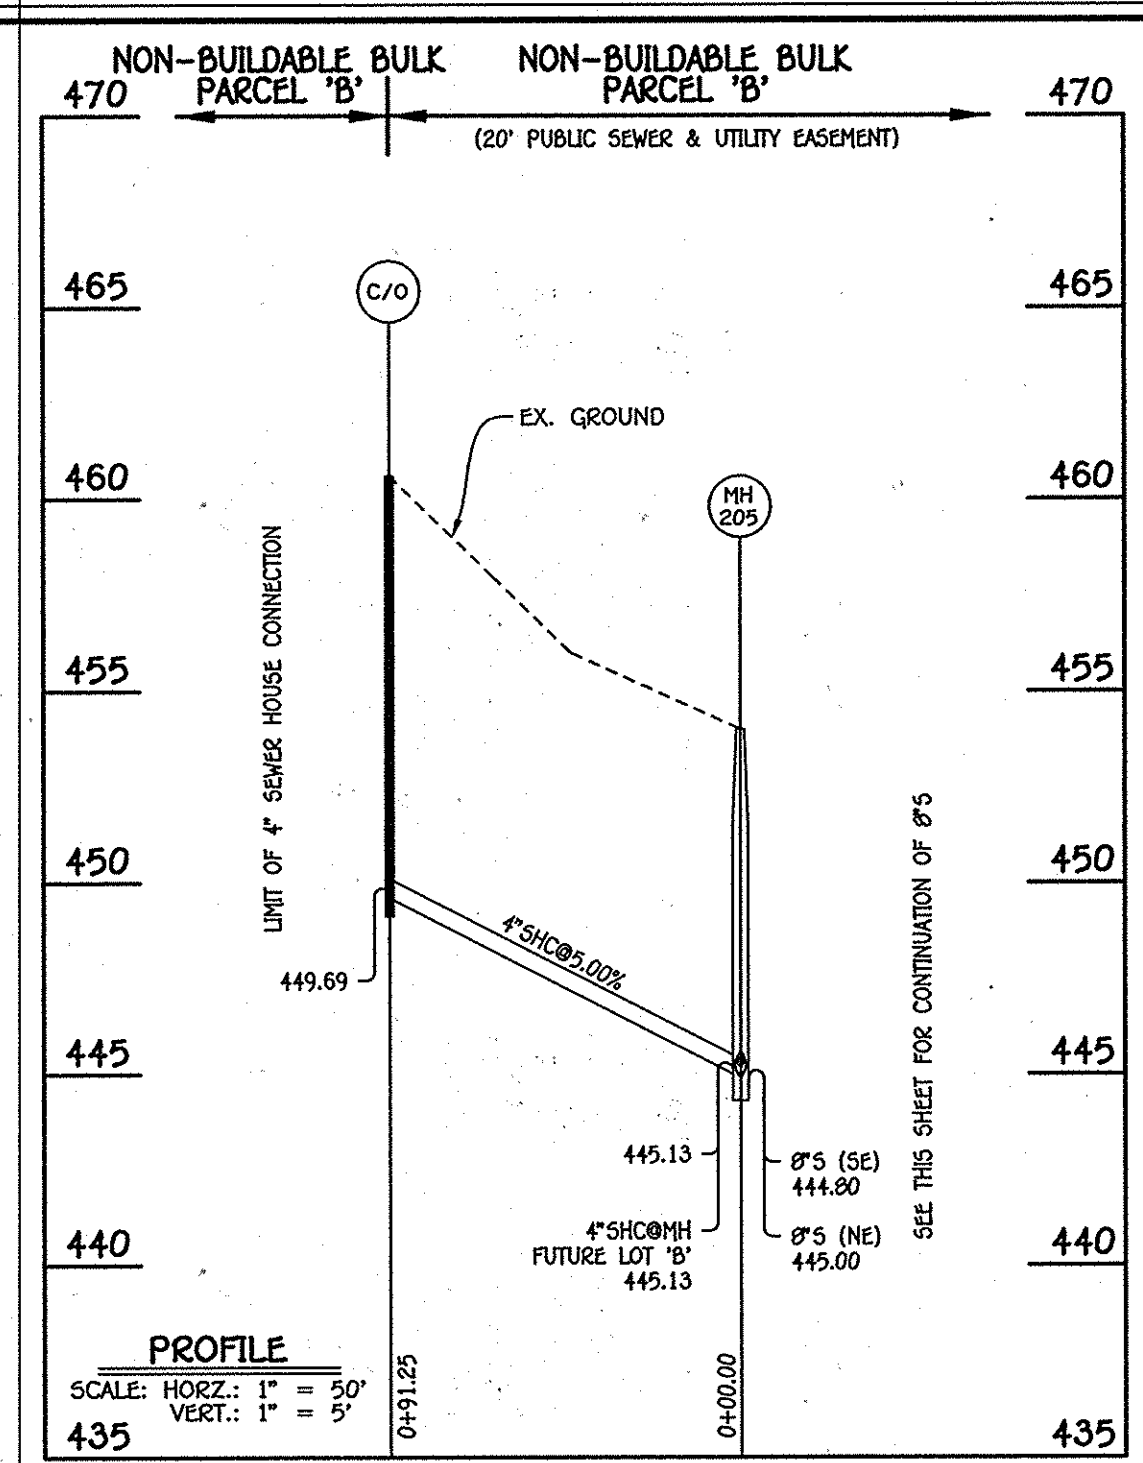 NON-BUILDABLE BULK
PARCEL 'B'
NON-BUILDABLE BULK
PARCEL 'B'
(20' PUBLIC SEWER & UTILITY EASEMENT)
470
470
465
465
C/O
EX. GROUND
460
460
MH
205
LIMIT OF 4" SEWER HOUSE CONNECTION
455
455
450
450
4"SHC@5.00%
449.69
SEE THIS SHEET FOR CONTINUATION OF 8"S
445
445
445.13
8"S (SE)
444.80
4"SHC@MH
FUTURE LOT 'B'
445.13
8"S (NE)
445.00
440
440
PROFILE
SCALE: HORZ.: 1" = 50'
VERT.: 1" = 5'
0+91.25
0+00.00
435
435